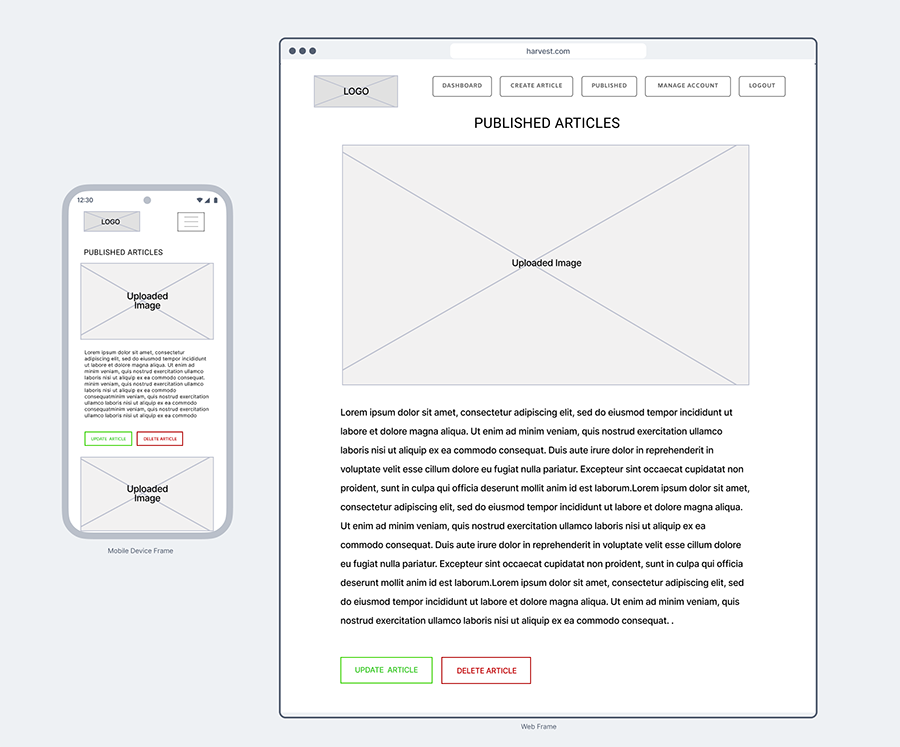 12:30
LOGO
PUBLISHED ARTICLES
Uploaded
Image
Lorem ipsum dolor sit amet, consectetur
adipiscing elit, sed do eiusmod tempor incididunt
ut labore et dolore magna aliqua. Ut enim ad
minim veniam, quis nostrud exercitation ullamco
laboris nisi ut aliquip ex ea commodo consequat.
minim veniam, quis nostrud exercitation ullamco
laboris nisi ut aliquip ex ea commodo
consequatminim veniam, quis nostrud exercitation
ullamco laboris nisi ut aliquip ex ea commodo
consequatminim veniam, quis nostrud exercitation
ullamco laboris nisi ut aliquip ex ea commodo
UPDATE ARTICLE
DELETE ARTICLE
Uploaded
Image
Mobile Device Frame
harvest.com
LOGO
DASHBOARD
CREATE ARTICLE
PUBLISHED
MANAGE ACCOUNT
LOGOUT
PUBLISHED ARTICLES
Uploaded Image
Lorem ipsum dolor sit amet, consectetur adipiscing elit, sed do eiusmod tempor incididunt ut
labore et dolore magna aliqua. Ut enim ad minim veniam, quis nostrud exercitation ullamco
laboris nisi ut aliquip ex ea commodo consequat. Duis aute irure dolor in reprehenderit in
voluptate velit esse cillum dolore eu fugiat nulla pariatur. Excepteur sint occaecat cupidatat non
proident, sunt in culpa qui officia deserunt mollit anim id est laborum.Lorem ipsum dolor sit amet,
consectetur adipiscing elit, sed do eiusmod tempor incididunt ut labore et dolore magna aliqua.
Ut enim ad minim veniam, quis nostrud exercitation ullamco laboris nisi ut aliquip ex ea
commodo consequat. Duis aute irure dolor in reprehenderit in voluptate velit esse cillum dolore
eu fugiat nulla pariatur. Excepteur sint occaecat cupidatat non proident, sunt in culpa qui officia
deserunt mollit anim id est laborum.Lorem ipsum dolor sit amet, consectetur adipiscing elit, sed
do eiusmod tempor incididunt ut labore et dolore magna aliqua. Ut enim ad minim veniam, quis
nostrud exercitation ullamco laboris nisi ut aliquip ex ea commodo consequat. .
UPDATE ARTICLE
DELETE ARTICLE
Web Frame